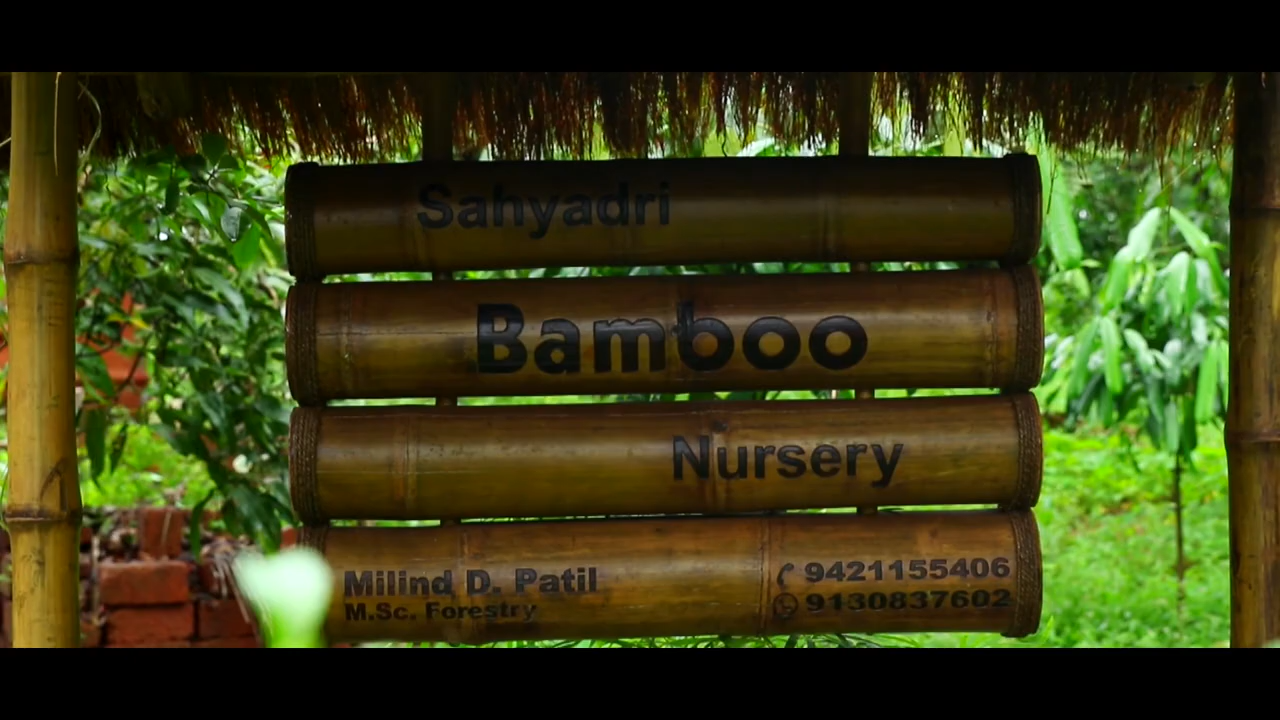 Sahyadri
Bamboo
Nursery
Milind D. Patil
M.Sc. Forestry
9421155406
9130837602